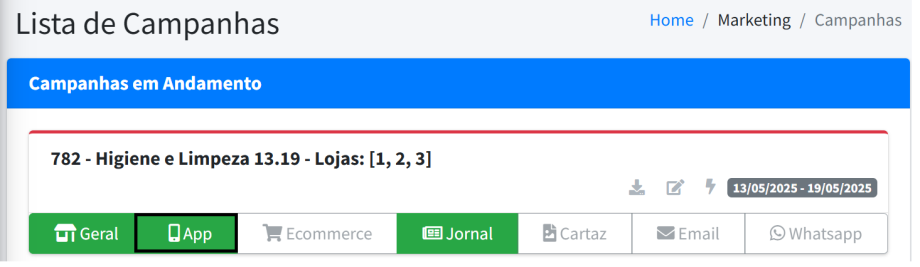 Lista de Campanhas
Home / Marketing / Campanhas
Campanhas em Andamento
782 - Higiene e Limpeza 13.19 - Lojas: [1, 2, 3]
13/05/2025 - 19/05/2025
Geral App Ecommerce Jornal Cartaz Email Whatsapp